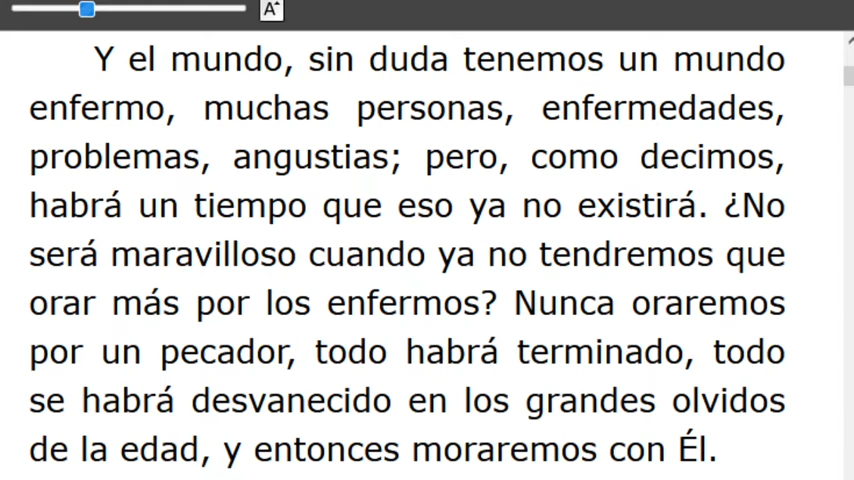 A
Y el mundo, sin duda tenemos un mundo
enfermo, muchas personas, enfermedades,
problemas, angustias; pero, como decimos,
habrá un tiempo que eso ya no existirá. ¿No
será maravilloso cuando ya no tendremos que
orar más por los enfermos? Nunca oraremos
por un pecador, todo habrá terminado, todo
se habrá desvanecido en los grandes olvidos
de la edad, y entonces moraremos con Él.